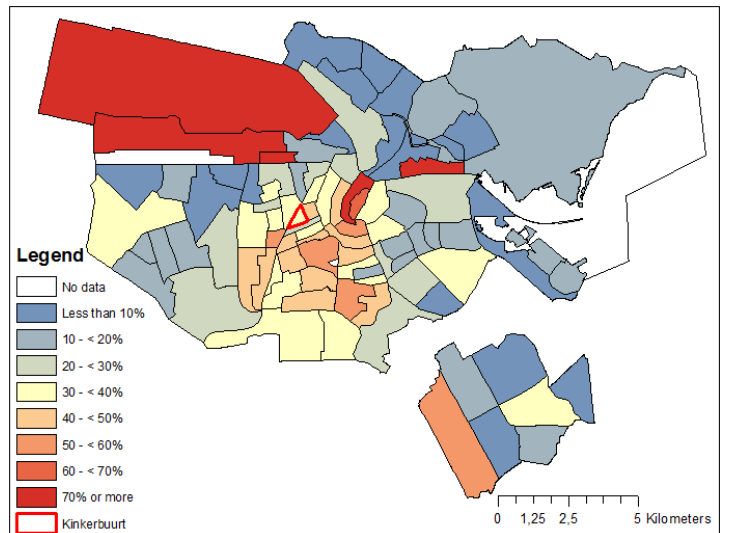 Legend
No data
Less than 10%
10 - < 20%
20 - < 30%
30 - < 40%
40 - < 50%
50 - < 60%
60 - < 70%
70% or more
Kinkerbuurt
0 1,25 2,5 5 Kilometers